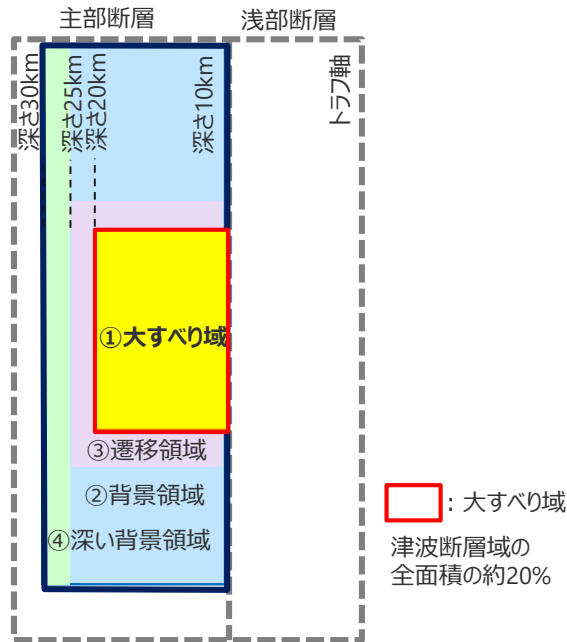 主部断層
浅部断層
深さ30km
深さ25km
深さ20km
深さ10km
トラフ軸
①大すべり域
③遷移領域
②背景領域
④深い背景領域
：大すべり域
津波断層域の
全面積の約20%